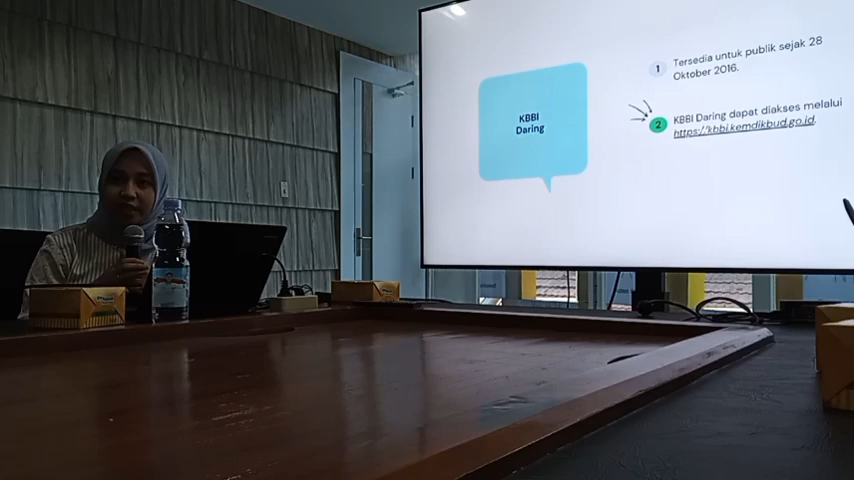 KBBI
Daring
1
Tersedia untuk publik sejak 28
Oktober 2016.
2
KBBI Daring dapat diakses melalui
https://kbbi.kemdikbud.go.id.